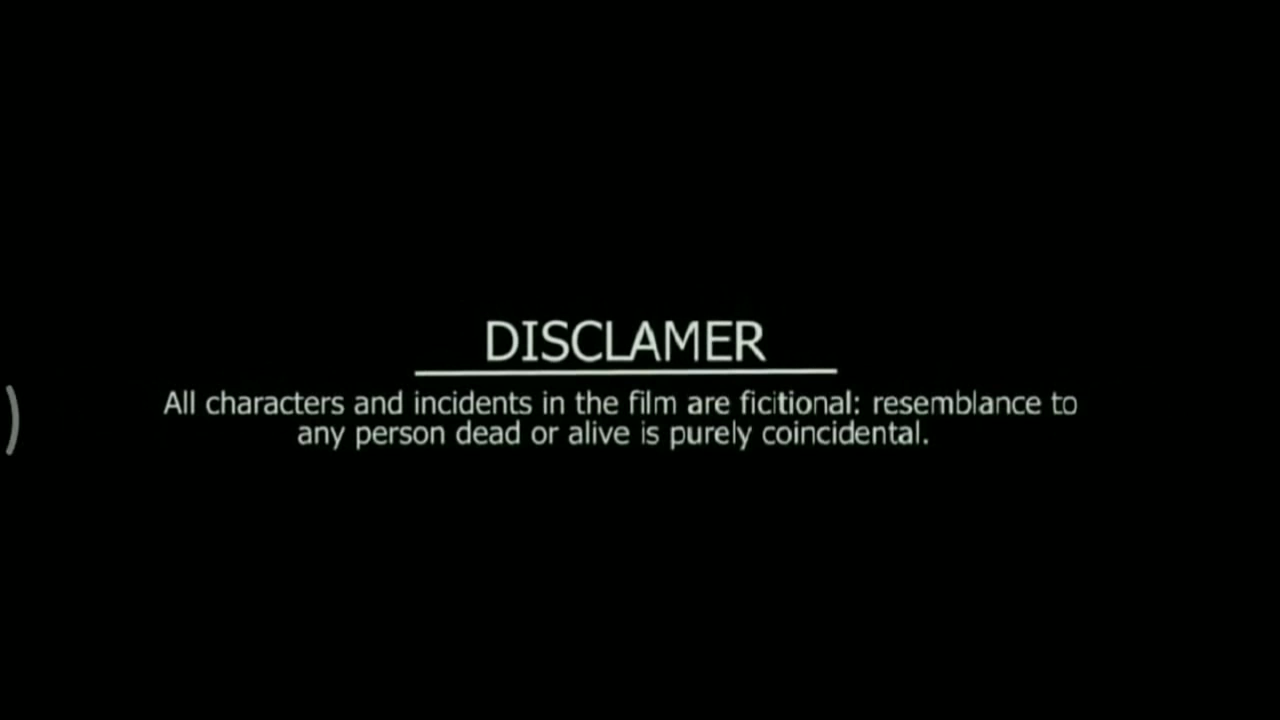 DISCLAMER
All characters and incidents in the film are ficitional: resemblance to
any person dead or alive is purely coincidental.